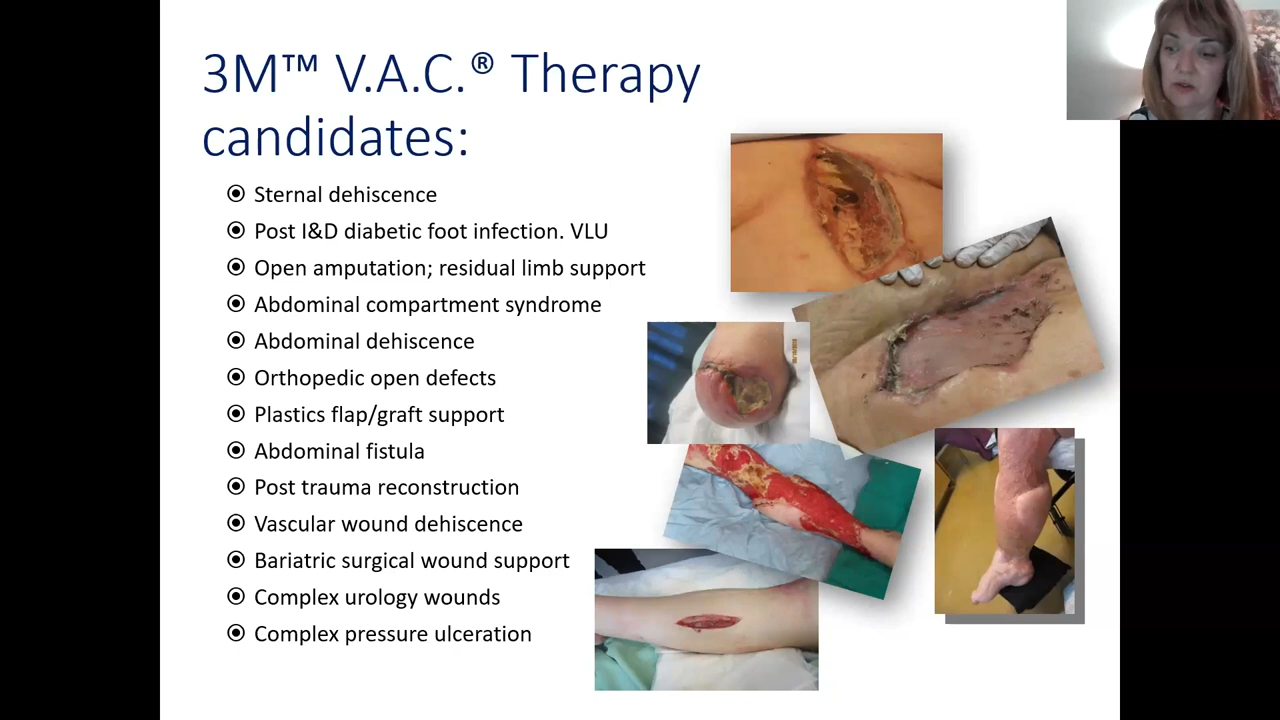 3M™ V.A.C.® Therapy
candidates:
Sternal dehiscence
Post I&D diabetic foot infection. VLU
Open amputation; residual limb support
Abdominal compartment syndrome
Abdominal dehiscence
Orthopedic open defects
Plastics flap/graft support
Abdominal fistula
Post trauma reconstruction
Vascular wound dehiscence
Bariatric surgical wound support
Complex urology wounds
Complex pressure ulceration